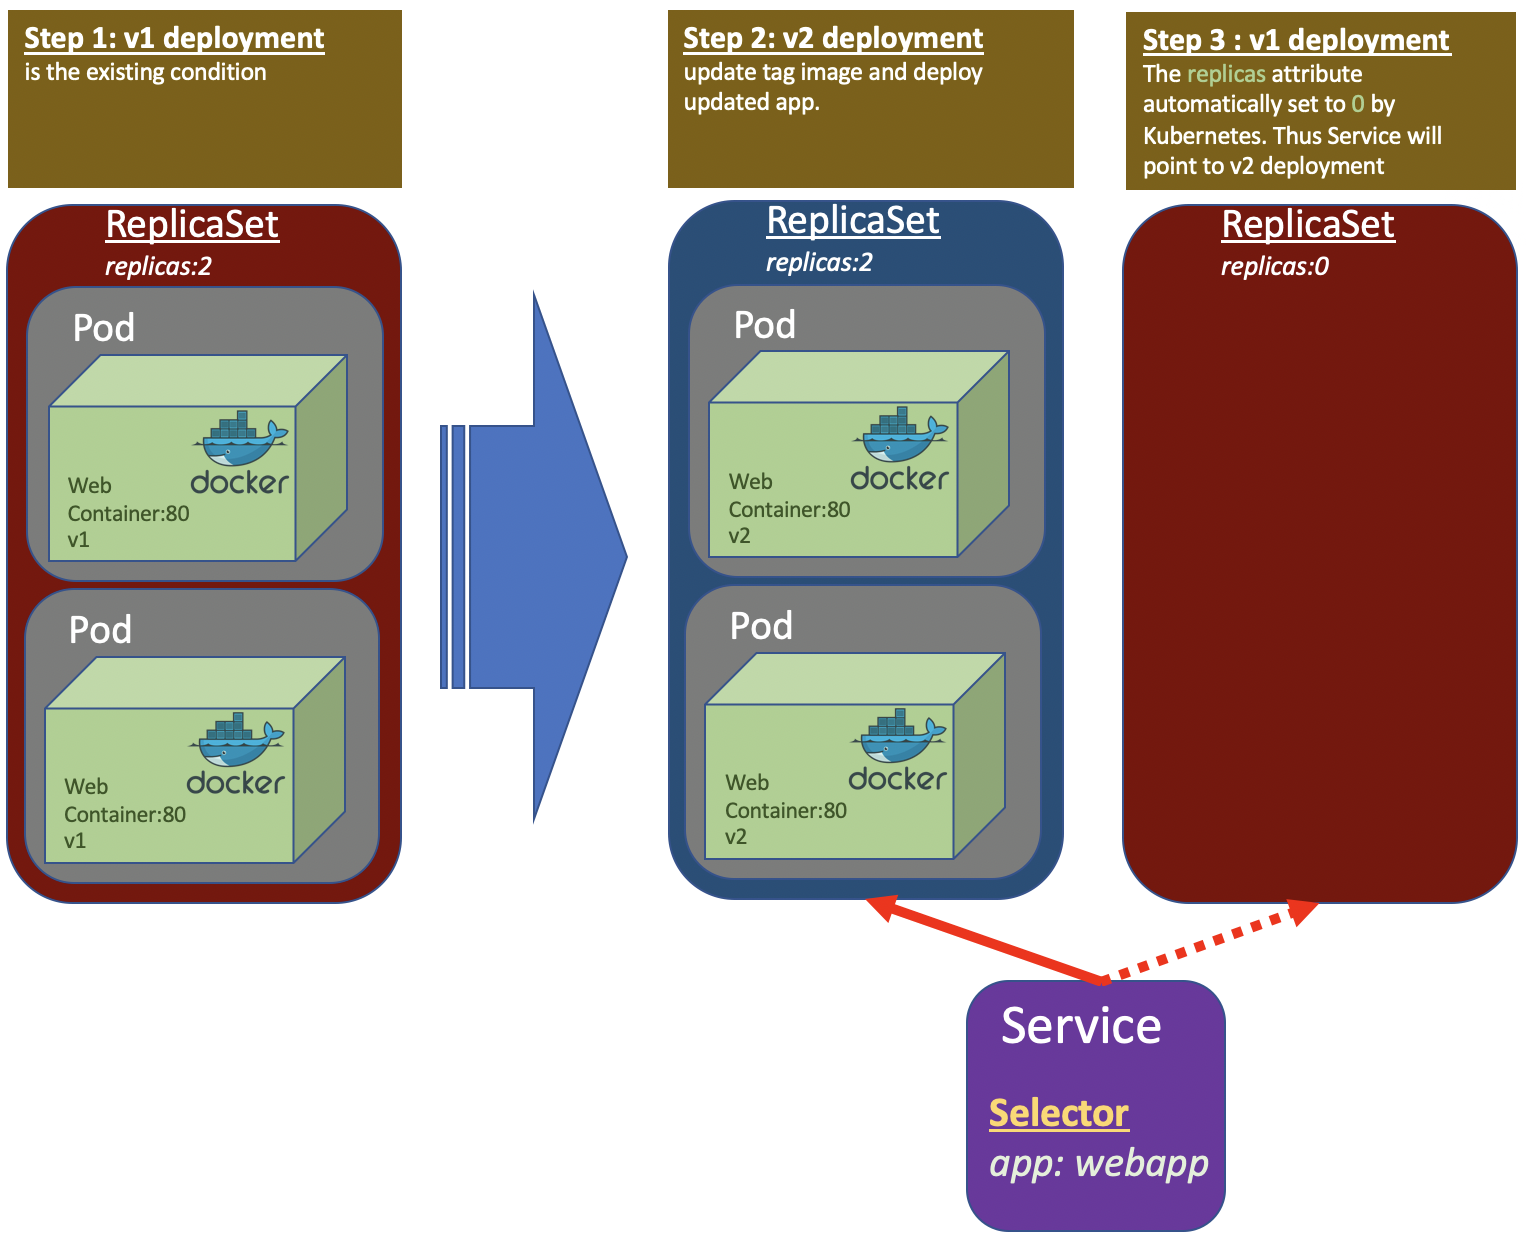 Step 1: v1 deployment
is the existing condition
Step 2: v2 deployment
update tag image and deploy
updated app.
Step 3 : v1 deployment
The replicas attribute
automatically set to 0 by
Kubernetes. Thus Service will
point to v2 deployment
ReplicaSet
replicas:2
Pod
docker
Web
Container:80
v1
Pod
docker
Web
Container:80
v1
ReplicaSet
replicas:2
Pod
docker
Web
Container:80
v2
Pod
docker
Web
Container:80
v2
ReplicaSet
replicas:0
Service
Selector
app: webapp